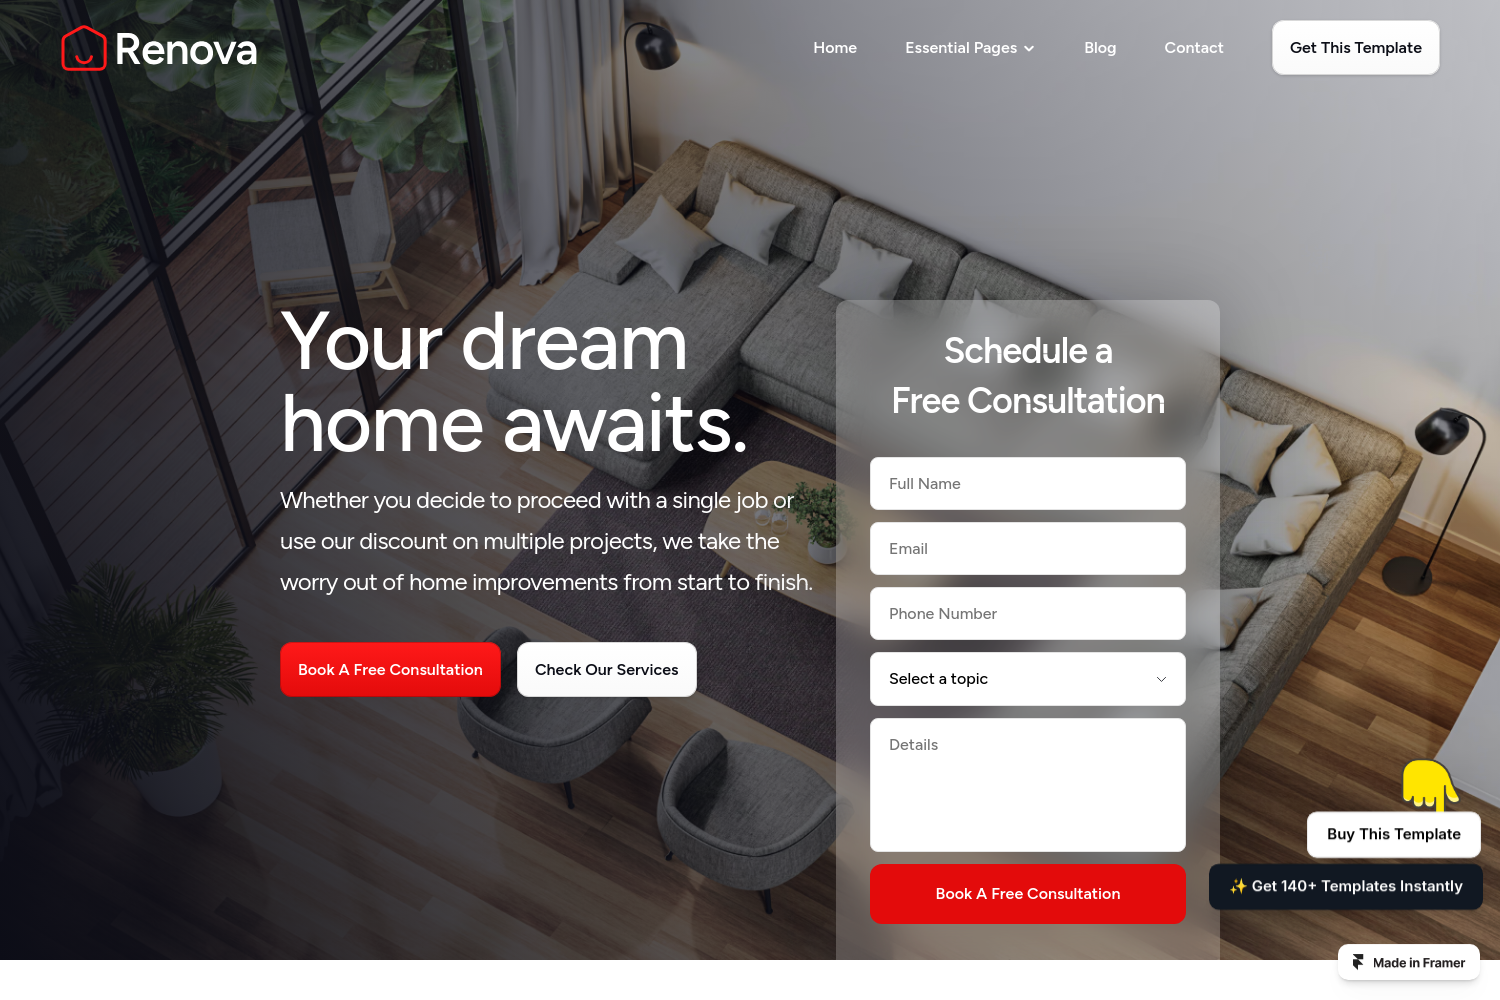 Renova
Home
Essential Pages
Blog
Contact
Get This Template
Your dream
home awaits.
Whether you decide to proceed with a single job or
use our discount on multiple projects, we take the
worry out of home improvements from start to finish.
Book A Free Consultation
Check Our Services
Schedule a
Free Consultation
Full Name
Email
Phone Number
Select a topic
Details
Book A Free Consultation
Buy This Template
✨ Get 140+ Templates Instantly
Made in Framer